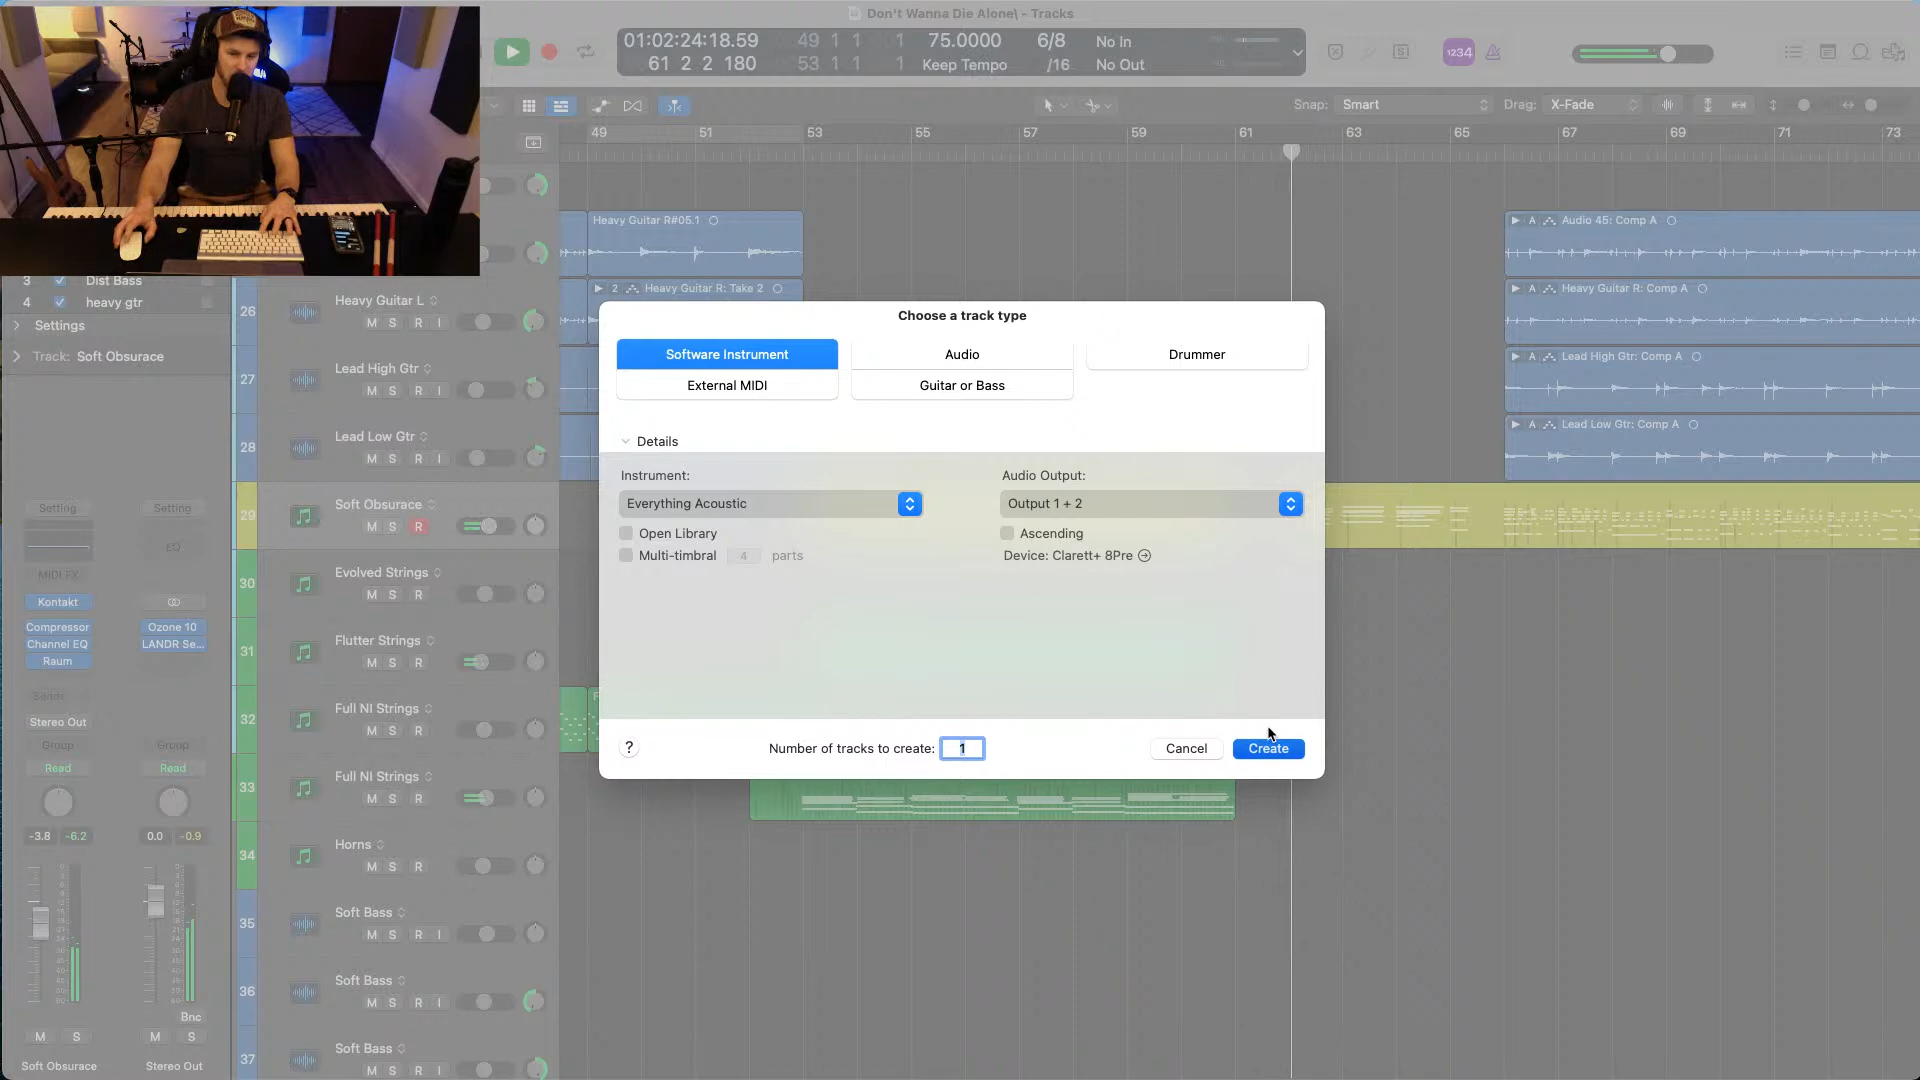 Don't Wanna Die Alone\ - Tracks
01:02:24:18.59 49 1 1 1 75.0000 6/8 No In
61 2 2 180 53 1 1 1 Keep Tempo /16 No Out
1234
Snap: Smart Drag: X-Fade
49 51 53 55 57 59 61 63 65 67 69 71 73
Heavy Guitar R#05.1
A Audio 45: Comp A
3 Dist Bass
4 heavy gtr
2 Heavy Guitar R: Take 2
A Heavy Guitar R: Comp A
Settings
Track: Soft Obsurace
26 Heavy Guitar L
M S R I
A Lead High Gtr: Comp A
27 Lead High Gtr
M S R I
A Lead Low Gtr: Comp A
28 Lead Low Gtr
M S R I
29 Soft Obsurace
M S R
30 Evolved Strings
M S R
31 Flutter Strings
M S R
32 Full NI Strings
M S R
33 Full NI Strings
M S R
34 Horns
M S R
35 Soft Bass
M S R I
36 Soft Bass
M S R I
37 Soft Bass
M S R I
Choose a track type
Software Instrument Audio Drummer
External MIDI Guitar or Bass
Details
Instrument: Audio Output:
Everything Acoustic Output 1 + 2
Open Library Ascending
Multi-timbral 4 parts Device: Clarett+ 8Pre
? Number of tracks to create: 1 Cancel Create
Setting Setting
EQ
MIDI FX
Kontakt
Compressor Ozone 10
Channel EQ LANDR Se...
Raum
Sends
Stereo Out
Group Group
Read Read
-3.8 -6.2 0.0 -0.9
Bnc
M S M S
Soft Obsurace Stereo Out